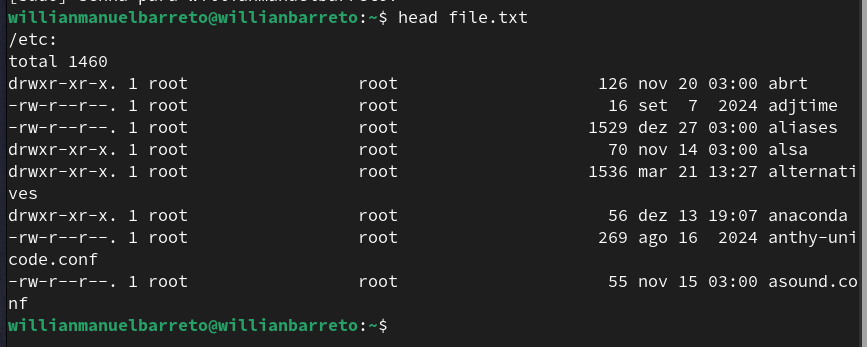 willianmanuelbarreto@willianbarreto:~$ head file.txt
/etc:
total 1460
drwxr-xr-x. 1 root                 root                    126 nov 20 03:00 abrt
-rw-r--r--. 1 root                 root                     16 set  7  2024 adjtime
-rw-r--r--. 1 root                 root                   1529 dez 27 03:00 aliases
drwxr-xr-x. 1 root                 root                     70 nov 14 03:00 alsa
drwxr-xr-x. 1 root                 root                   1536 mar 21 13:27 alternati
ves
drwxr-xr-x. 1 root                 root                     56 dez 13 19:07 anaconda
-rw-r--r--. 1 root                 root                    269 ago 16  2024 anthy-uni
code.conf
-rw-r--r--. 1 root                 root                     55 nov 15 03:00 asound.co
nf
willianmanuelbarreto@willianbarreto:~$